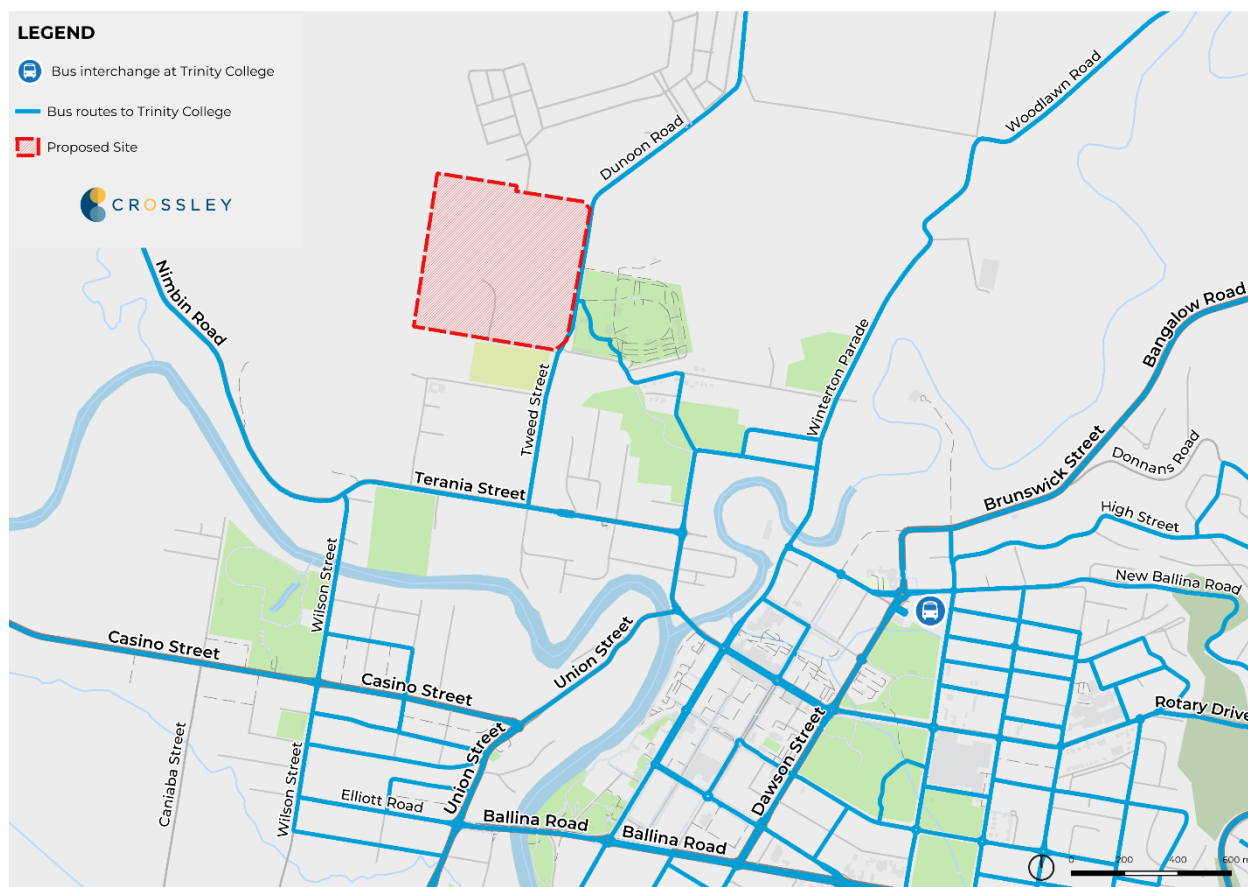 LEGEND
Bus interchange at Trinity College
Bus routes to Trinity College
Proposed Site
CROSSLEY
Woodlawn Road
Dunoon Road
Nimbin Road
Bangalow Road
Winterton Parade
Tweed Street
Brunswick Street
Donnans Road
Terania Street
High Street
New Ballina Road
Wilson Street
Union Street
Casino Street
Casino Street
Rotary Drive
Caniaba Street
Wilson Street
Union Street
Dawson Street
Elliott Road
Ballina Road
Ballina Road
0 200 400 600 m